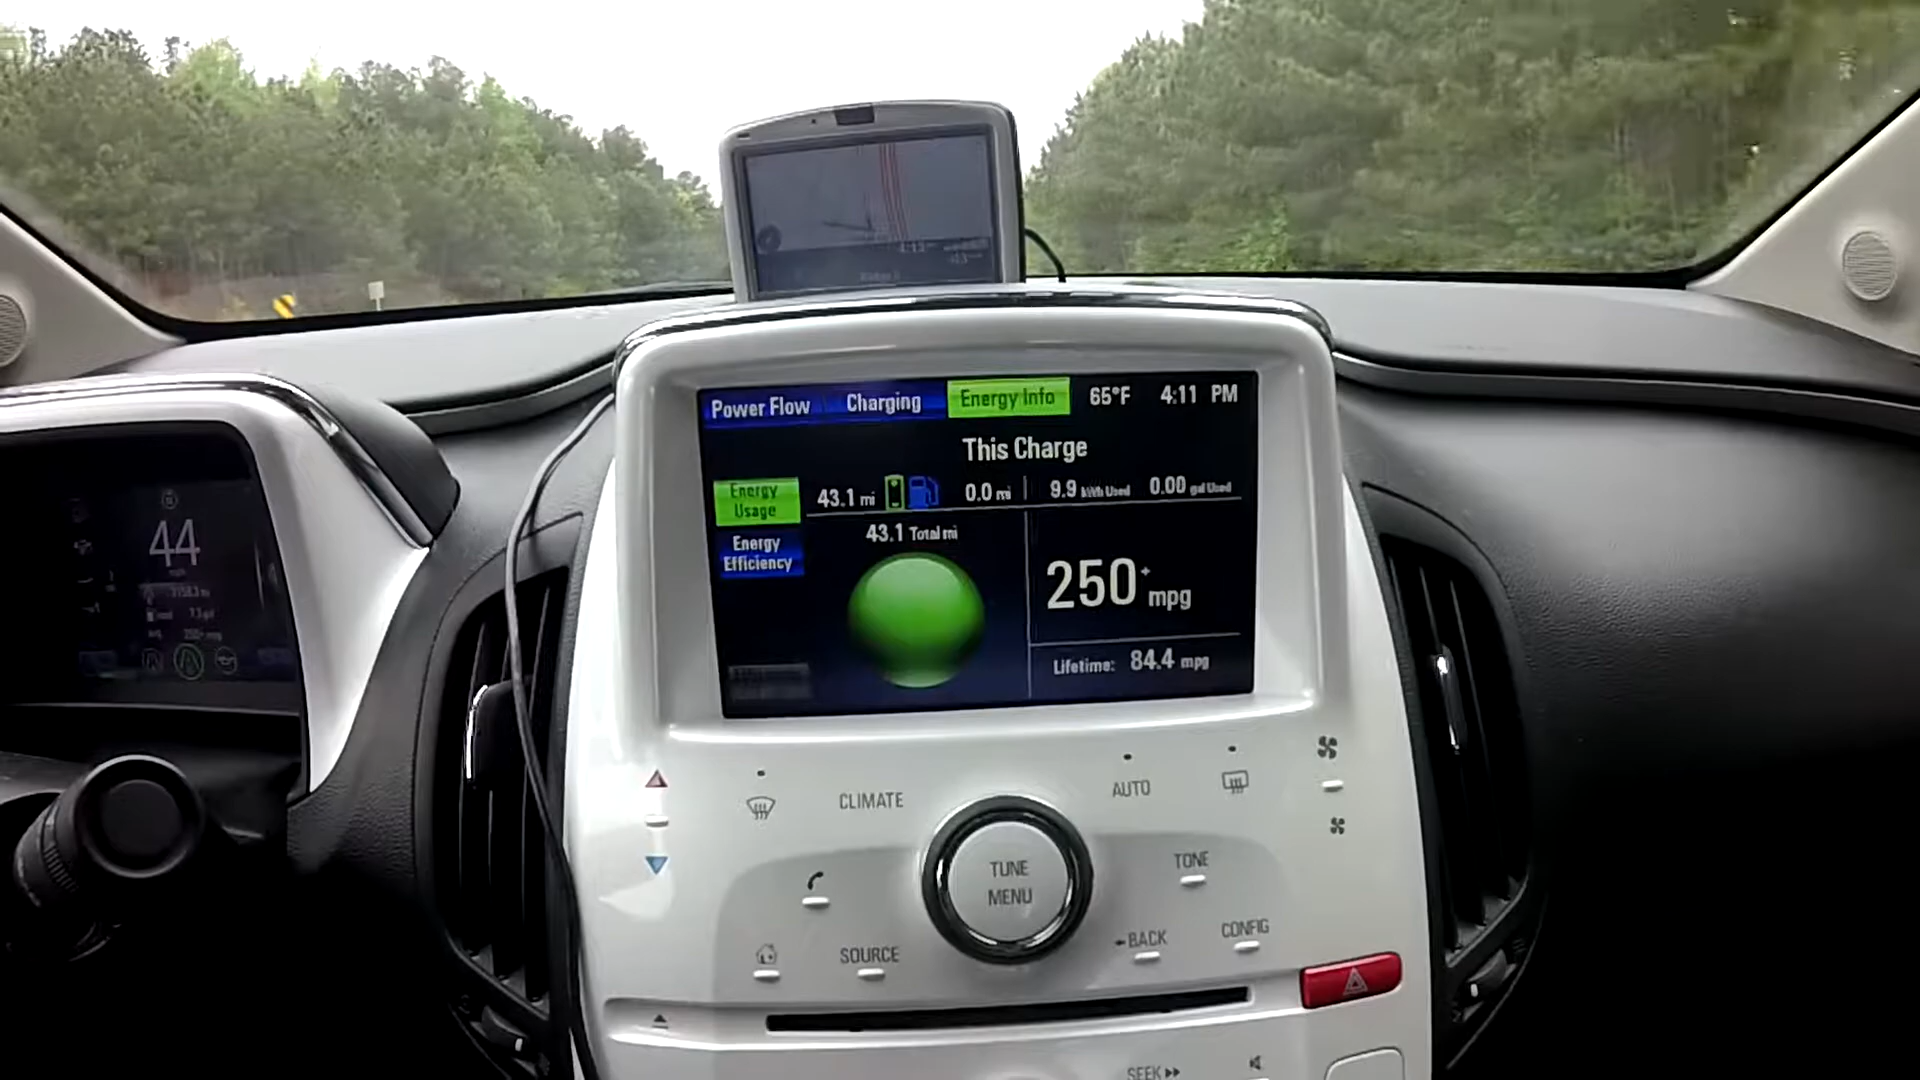 Power Flow Charging Energy Info 65°F 4:11 PM
This Charge
Energy Usage
43.1 mi 0.0 mi 9.9 kWh Used 0.00 gal Used
43.1 Total mi
Energy Efficiency
250+ mpg
Lifetime: 84.4 mpg
44
mph
CLIMATE
AUTO
TUNE
MENU
TONE
SOURCE
BACK
CONFIG
SEEK